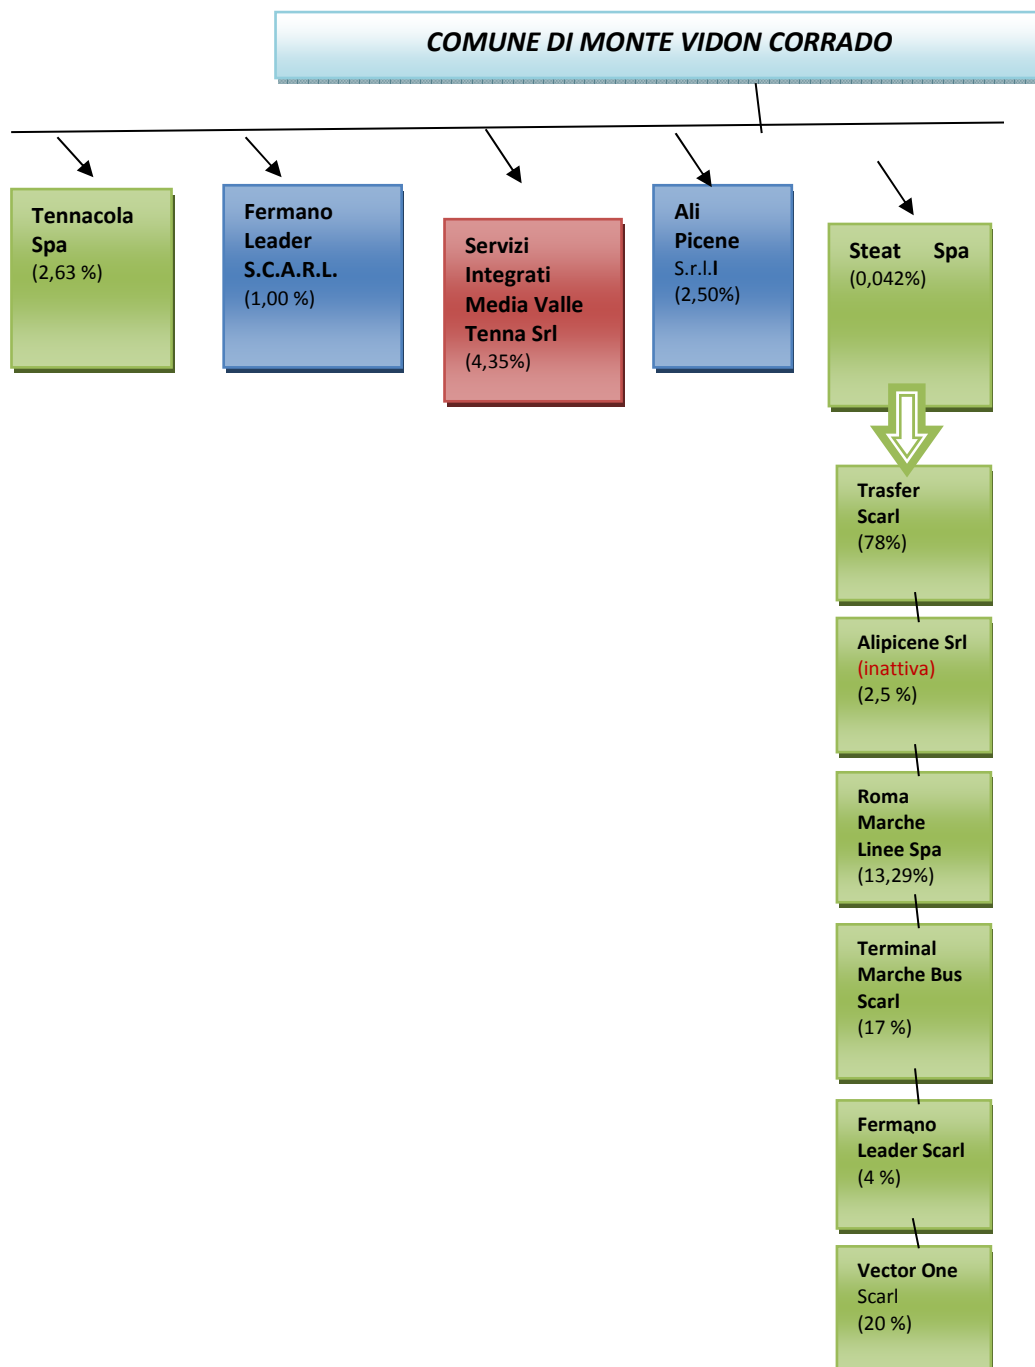 COMUNE DI MONTE VIDON CORRADO
Tennacola
Spa
(2,63 %)
Fermano
Leader
S.C.A.R.L.
(1,00 %)
Servizi
Integrati
Media Valle
Tenna Srl
(4,35%)
Ali
Picene
S.r.l.l
(2,50%)
Steat Spa
(0,042%)
Trasfer
Scarl
(78%)
Alipicene Srl
(inattiva)
(2,5 %)
Roma
Marche
Linee Spa
(13,29%)
Terminal
Marche Bus
Scarl
(17 %)
Fermano
Leader Scarl
(4 %)
Vector One
Scarl
(20 %)